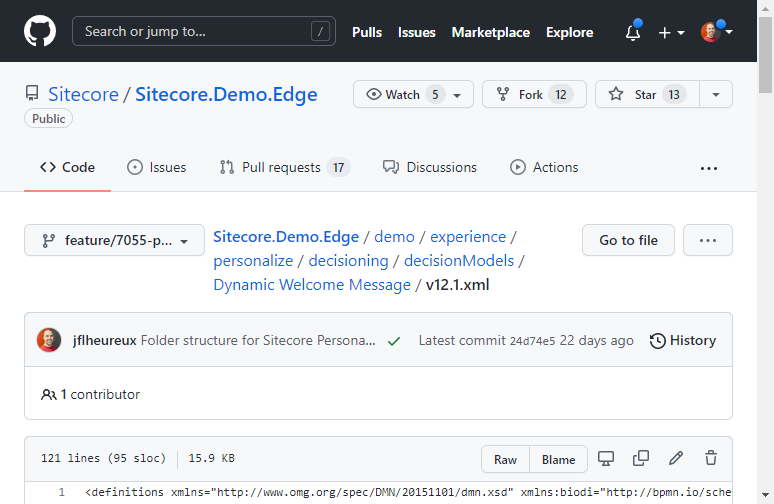 Search or jump to... / Pulls Issues Marketplace Explore
Sitecore / Sitecore.Demo.Edge Watch 5 Fork 12 Star 13
Public
Code Issues Pull requests 17 Discussions Actions ...
feature/7055-p... Sitecore.Demo.Edge / demo / experience / Go to file ...
personalize / decisioning / decisionModels /
Dynamic Welcome Message / v12.1.xml
jflheureux Folder structure for Sitecore Persona... Latest commit 24d74e5 22 days ago History
1 contributor
121 lines (95 sloc) 15.9 KB Raw Blame
1 <definitions xmlns="http://www.omg.org/spec/DMN/20151101/dmn.xsd" xmlns:biodi="http://bpmn.io/sche